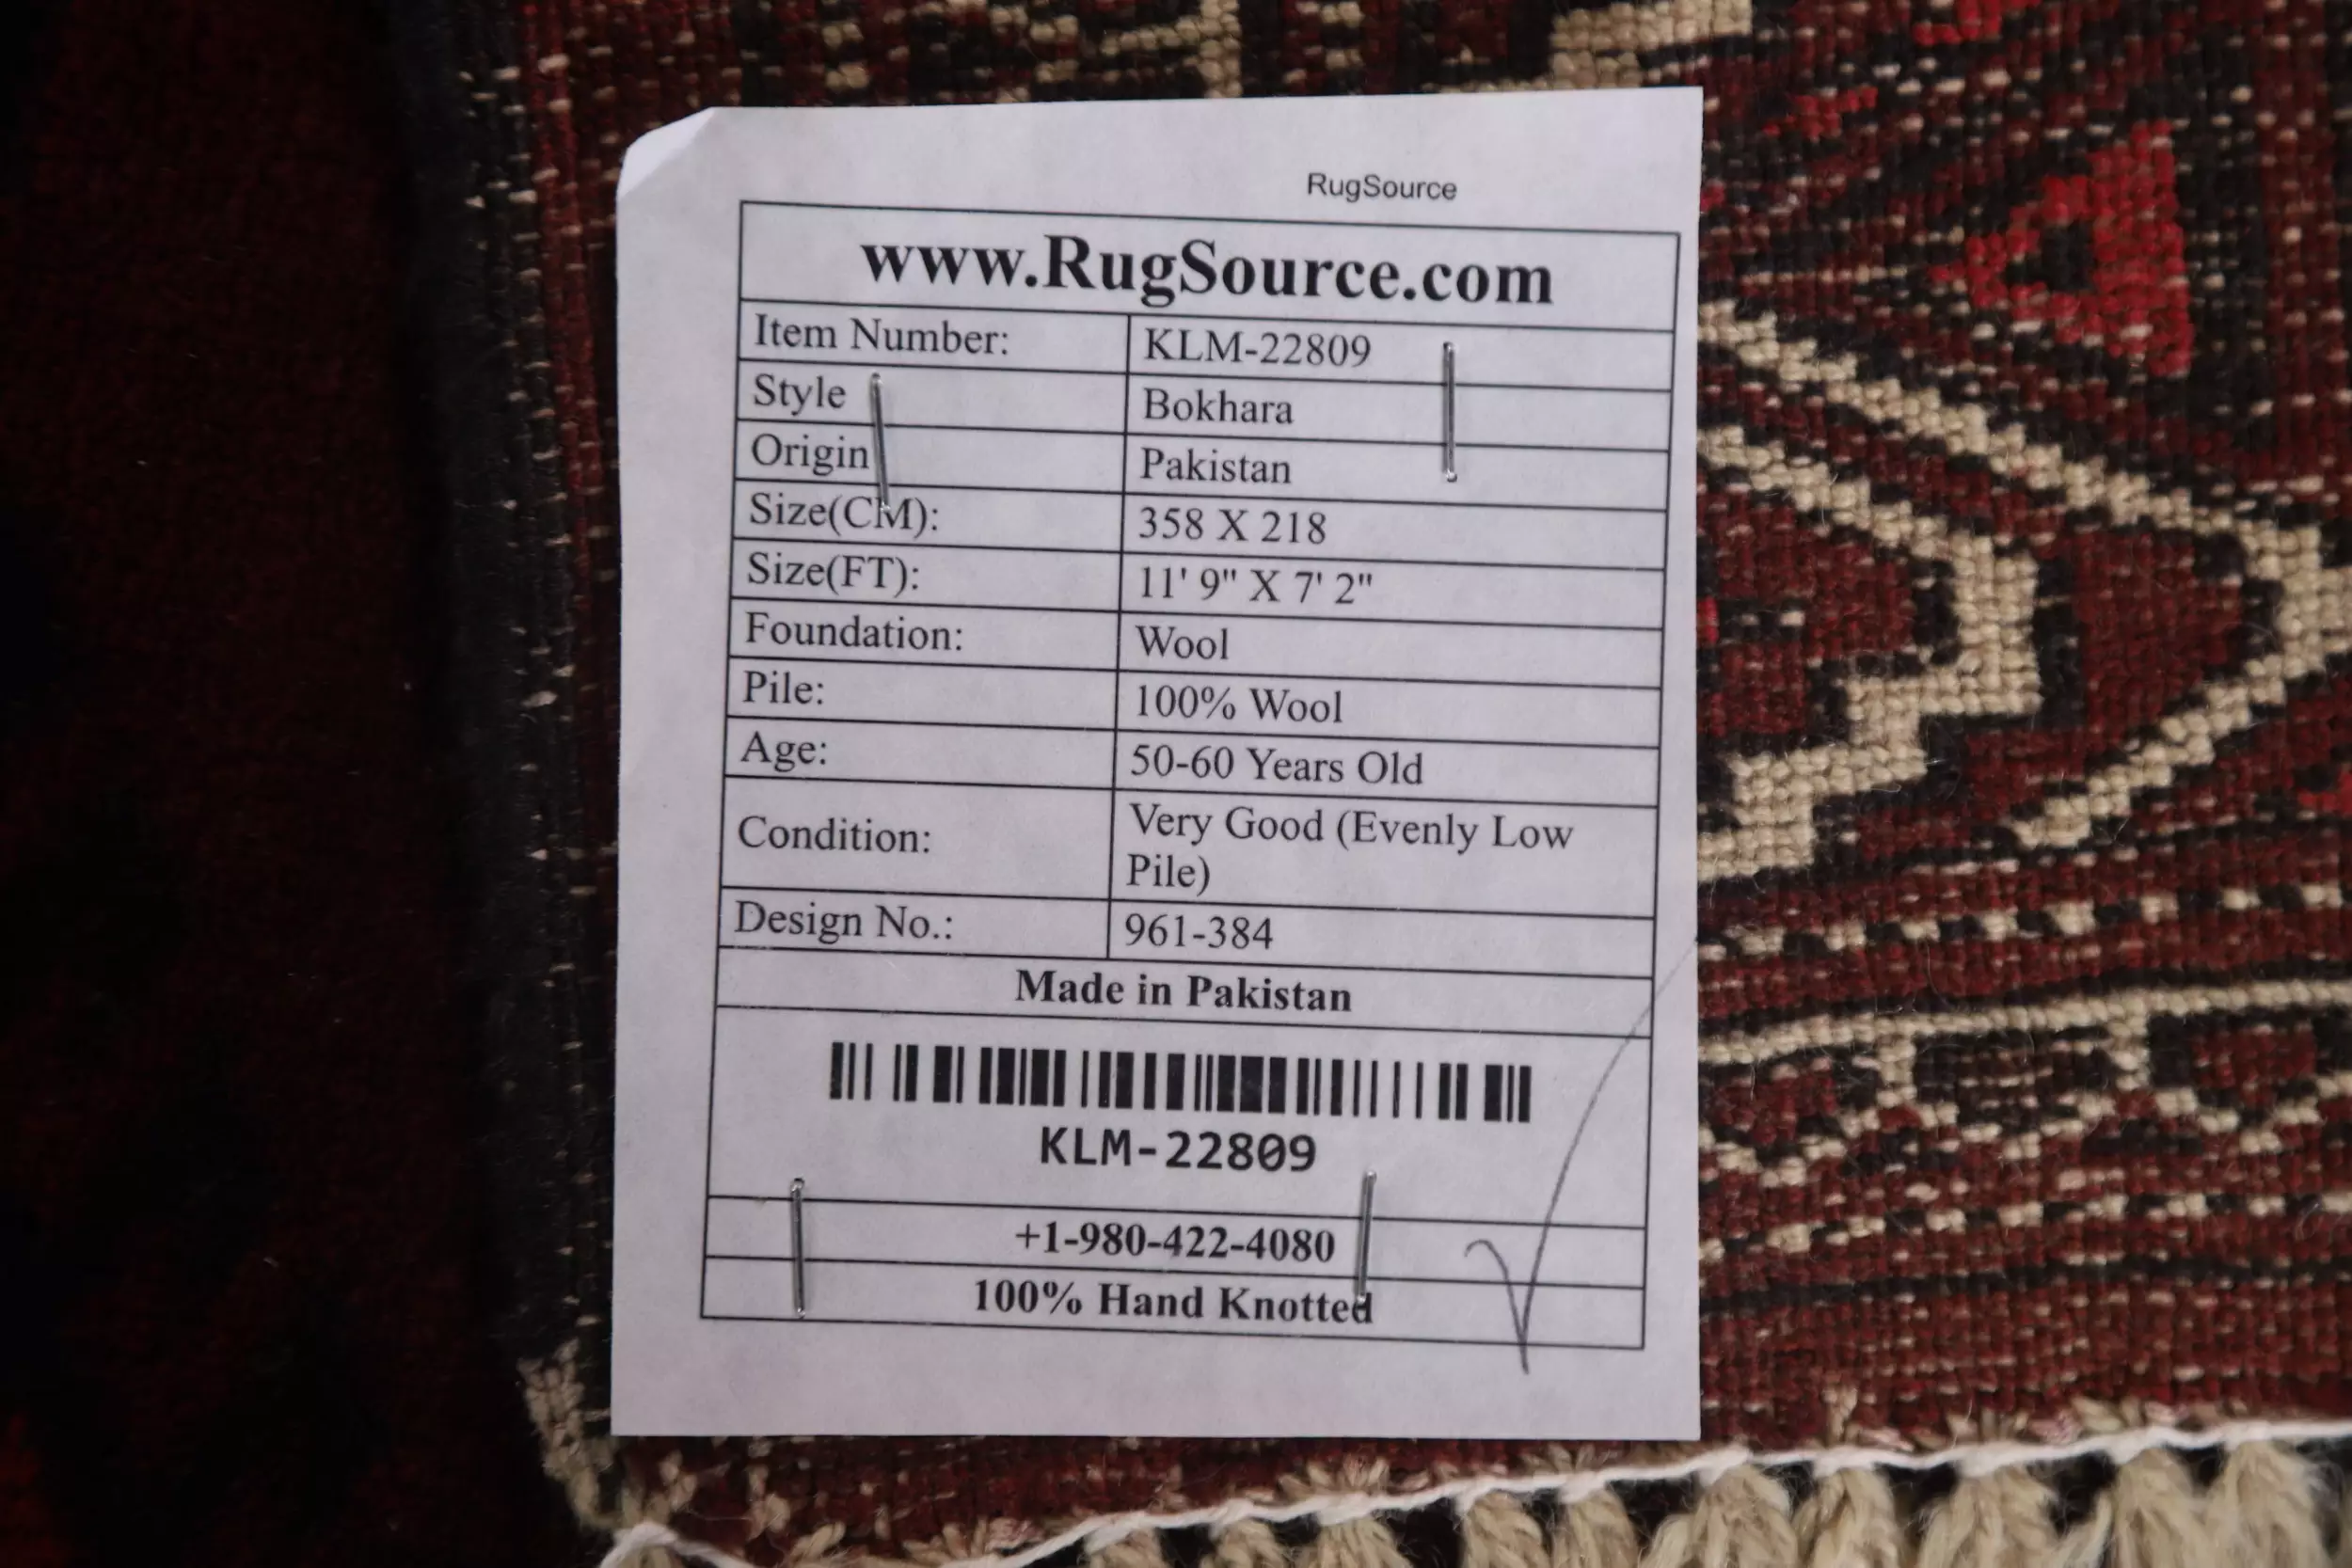 RugSource
www.RugSource.com
Item Number: KLM-22809
Style Bokhara
Origin Pakistan
Size(CM): 358 X 218
Size(FT): 11' 9" X 7' 2"
Foundation: Wool
Pile: 100% Wool
Age: 50-60 Years Old
Condition: Very Good (Evenly Low
Pile)
Design No.: 961-384
Made in Pakistan
KLM-22809
+1-980-422-4080
100% Hand Knotted